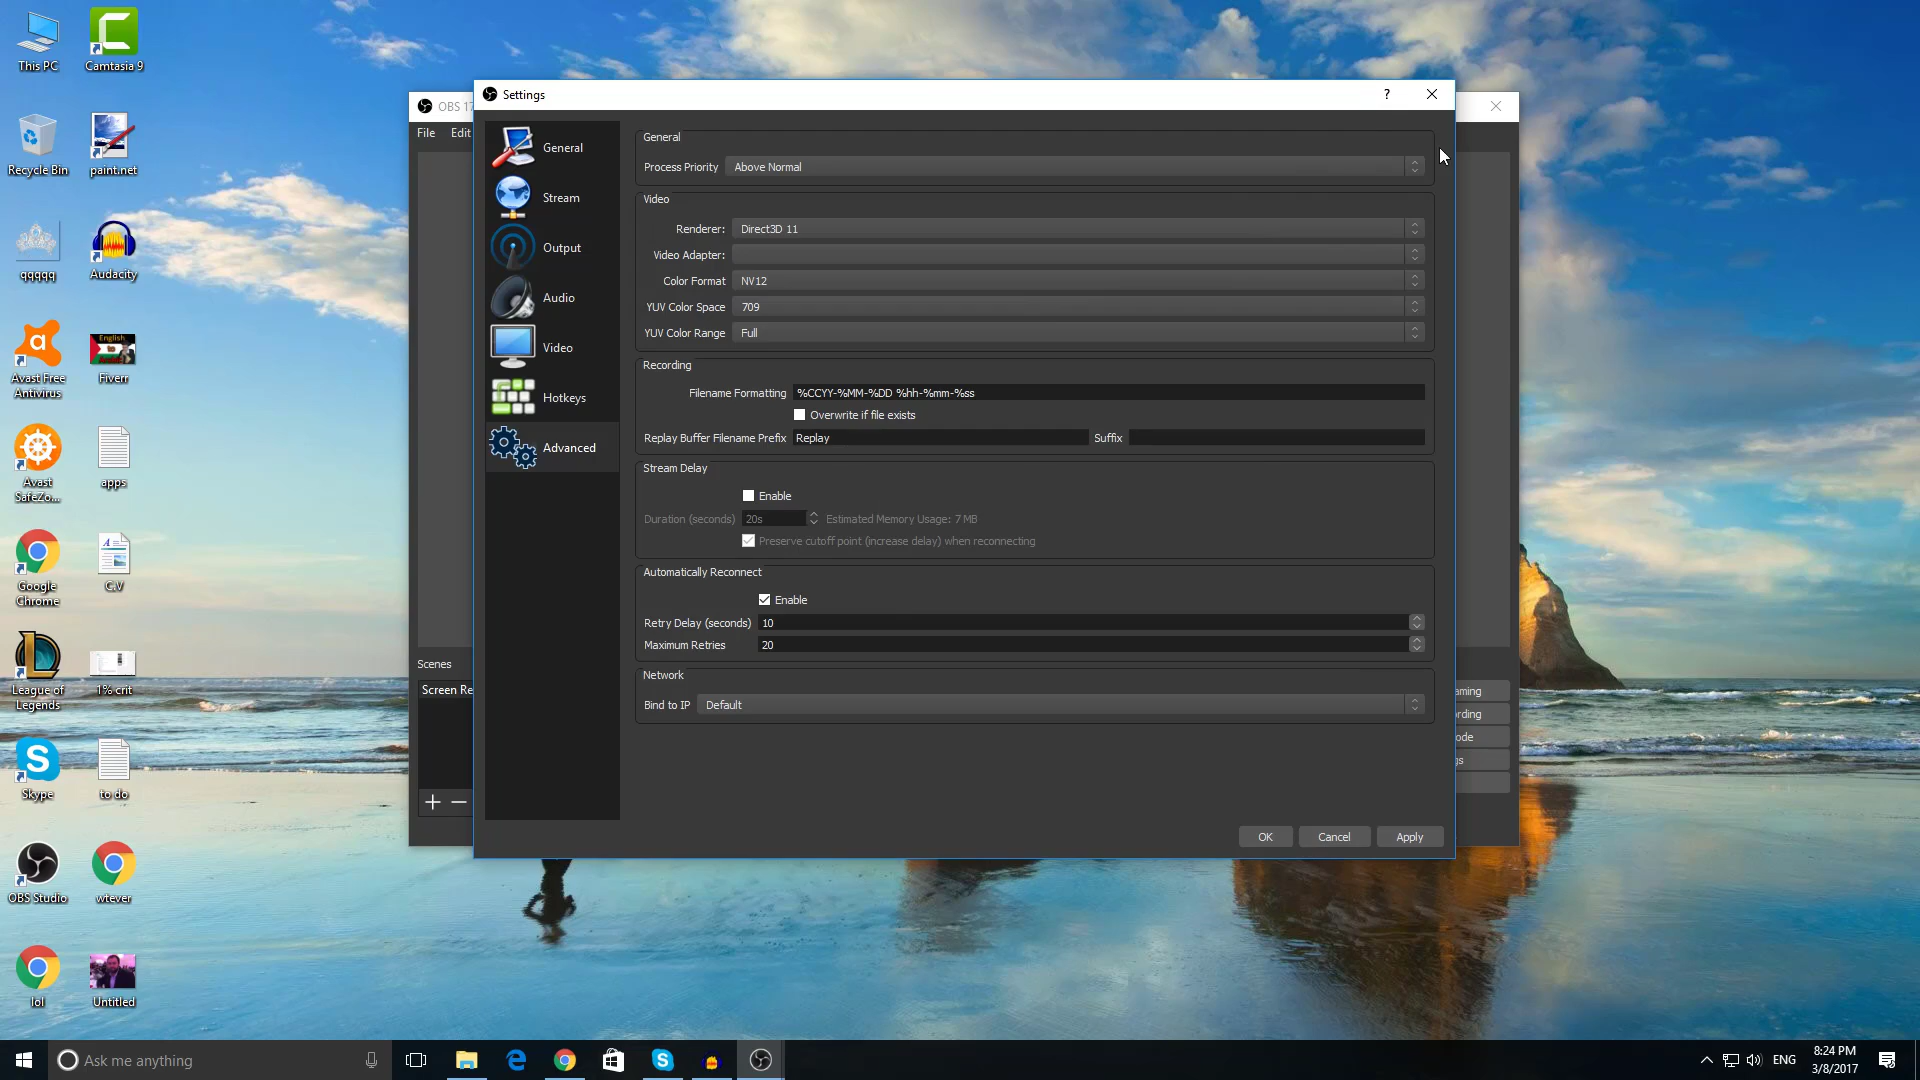 This PC
Camtasia 9
Recycle Bin
paint.net
qqqqq
Audacity
Avast Free
Antivirus
English
Fiverr
Avast
SafeZo...
apps
Google
Chrome
C.V
League of
Legends
1% crit
Skype
to do
OBS Studio
wtever
lol
Untitled
OBS 17
File Edit
Scenes
Screen Re
aming
rding
ode
gs
Settings
?
General
Stream
Output
Audio
Video
Hotkeys
Advanced
General
Process Priority Above Normal
Video
Renderer: Direct3D 11
Video Adapter:
Color Format NV12
YUV Color Space 709
YUV Color Range Full
Recording
Filename Formatting %CCYY-%MM-%DD %hh-%mm-%ss
Overwrite if file exists
Replay Buffer Filename Prefix Replay Suffix
Stream Delay
Enable
Duration (seconds) 20s Estimated Memory Usage: 7 MB
Preserve cutoff point (increase delay) when reconnecting
Automatically Reconnect
Enable
Retry Delay (seconds) 10
Maximum Retries 20
Network
Bind to IP Default
OK Cancel Apply
Ask me anything
ENG
8:24 PM
3/8/2017